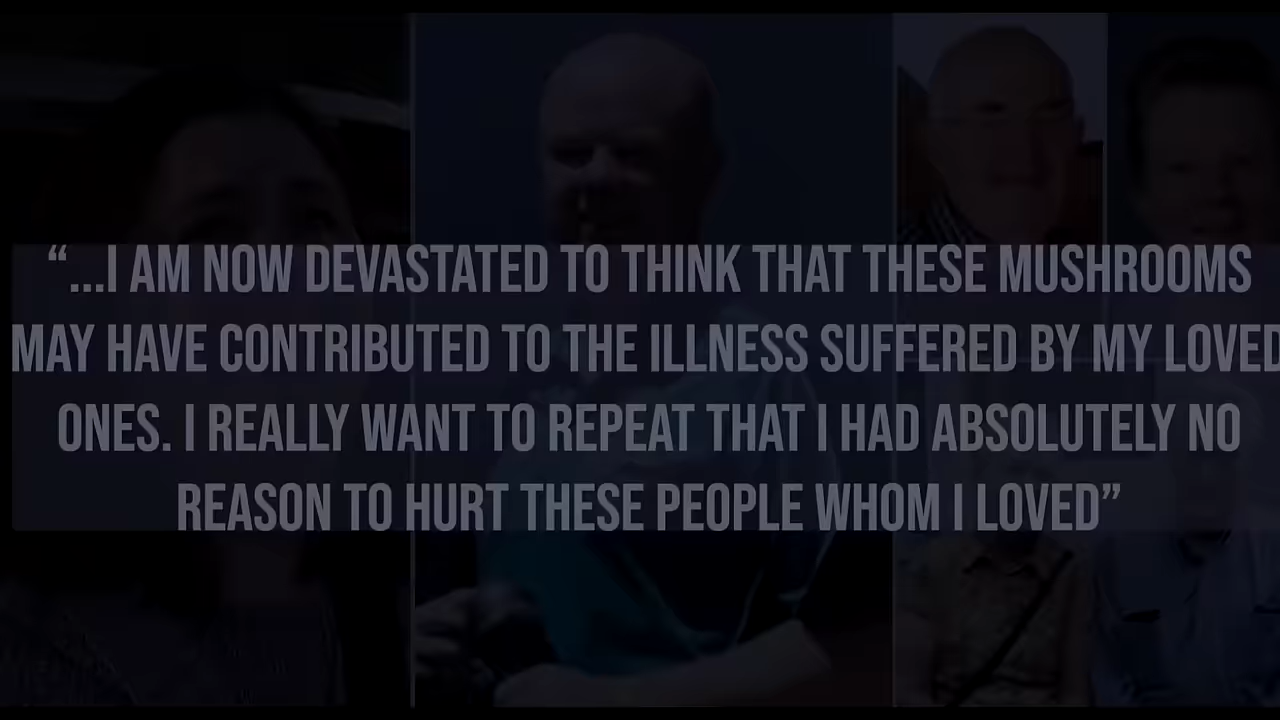 “...I AM NOW DEVASTATED TO THINK THAT THESE MUSHROOMS
MAY HAVE CONTRIBUTED TO THE ILLNESS SUFFERED BY MY LOVED
ONES. I REALLY WANT TO REPEAT THAT I HAD ABSOLUTELY NO
REASON TO HURT THESE PEOPLE WHOM I LOVED”